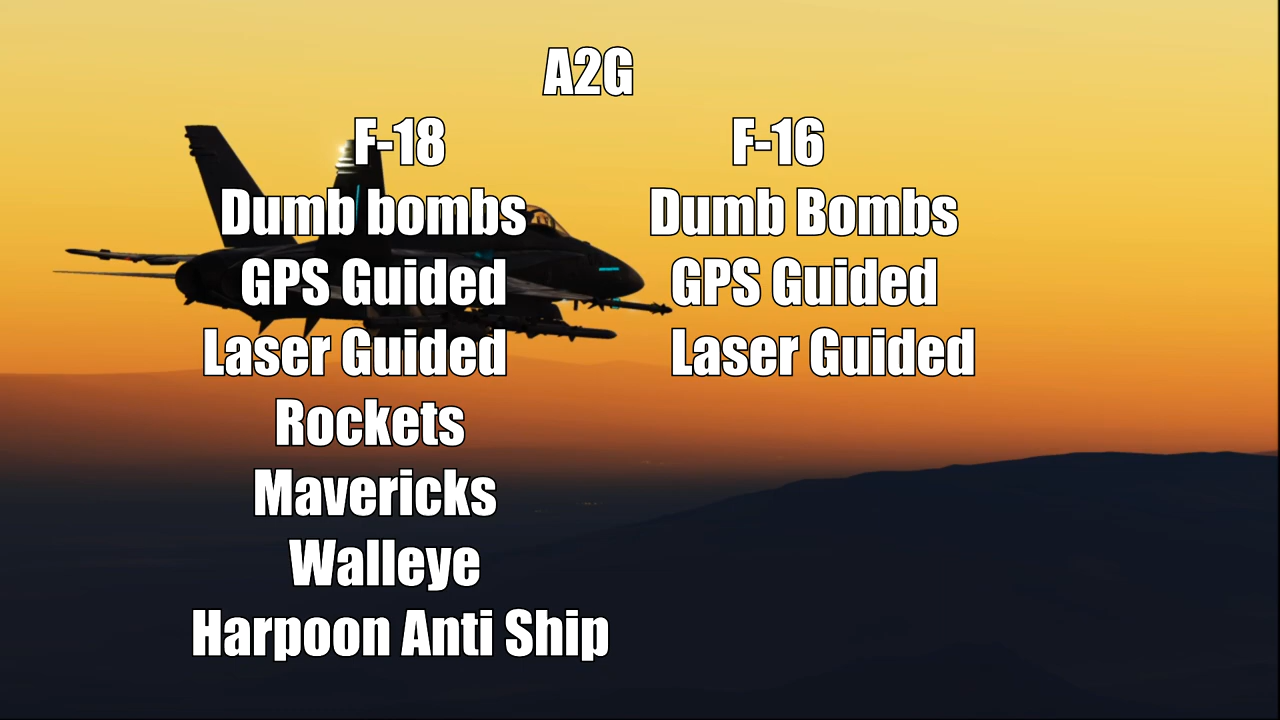 A2G
F-18 F-16
Dumb bombs Dumb Bombs
GPS Guided GPS Guided
Laser Guided Laser Guided
Rockets
Mavericks
Walleye
Harpoon Anti Ship